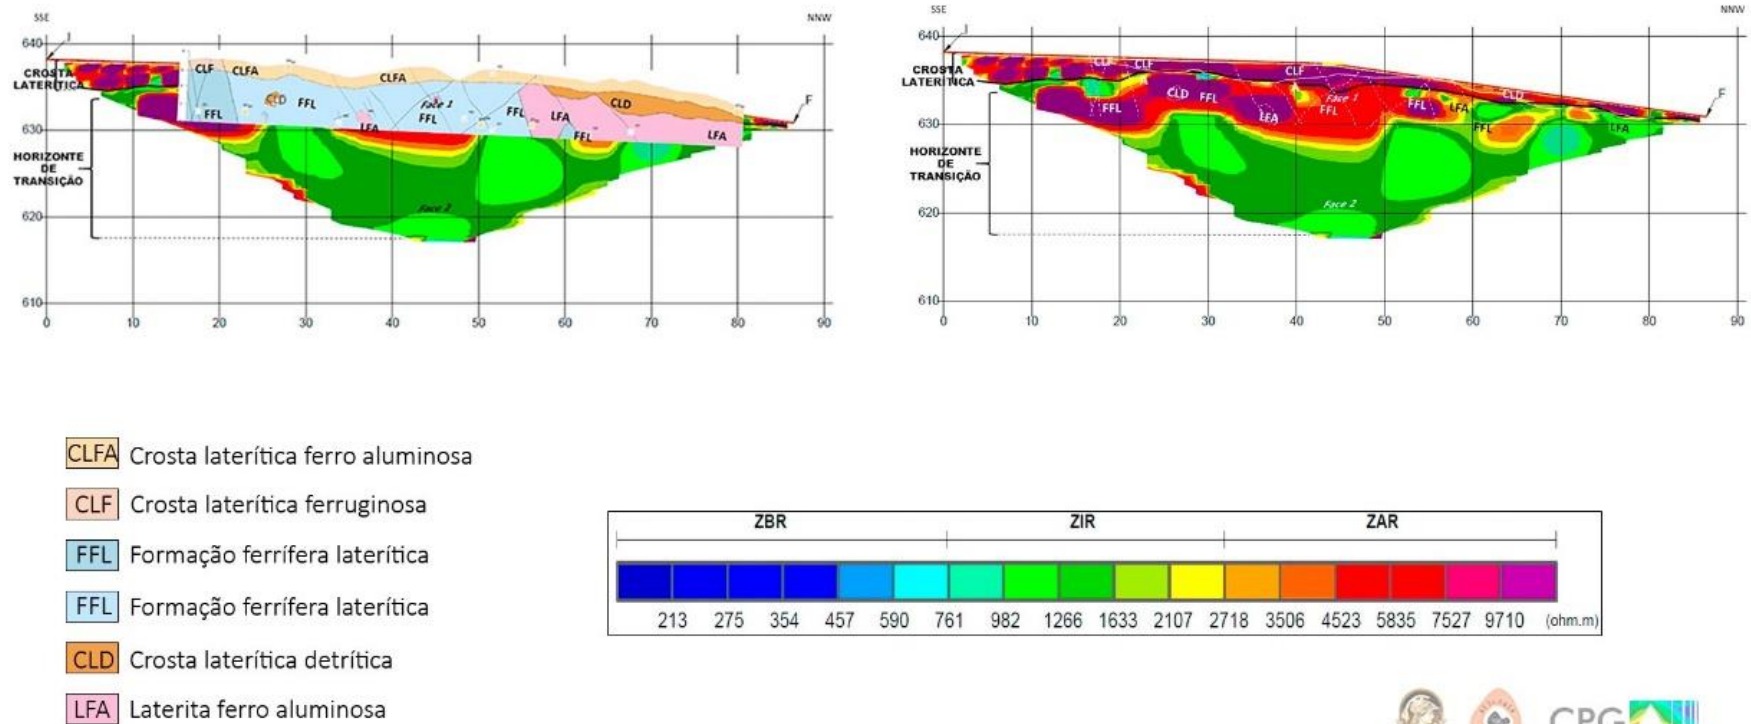 SSE
NNW
640
J
CROSTA
LATERÍTICA
CLF
CLFA
CLFA
CLD
FFL
Face 1
FFL
FFL
FFL
LFA
LFA
CLD
FFL
LFA
F
630
HORIZONTE
DE
TRANSIÇÃO
620
Face 2
610
0 10 20 30 40 50 60 70 80 90
SSE
NNW
640
J
CROSTA
LATERÍTICA
CLF
CLF
CLF
CLD
FFL
FFL
LFA
Face 1
FFL
FFL
LFA
CLD
FFL
LFA
F
630
HORIZONTE
DE
TRANSIÇÃO
620
Face 2
610
0 10 20 30 40 50 60 70 80 90
CLFA Crosta laterítica ferro aluminosa
CLF Crosta laterítica ferruginosa
FFL Formação ferrífera laterítica
FFL Formação ferrífera laterítica
CLD Crosta laterítica detrítica
LFA Laterita ferro aluminosa
ZBR ZIR ZAR
213 275 354 457 590 761 982 1266 1633 2107 2718 3506 4523 5835 7527 9710 (ohm.m)
CPG